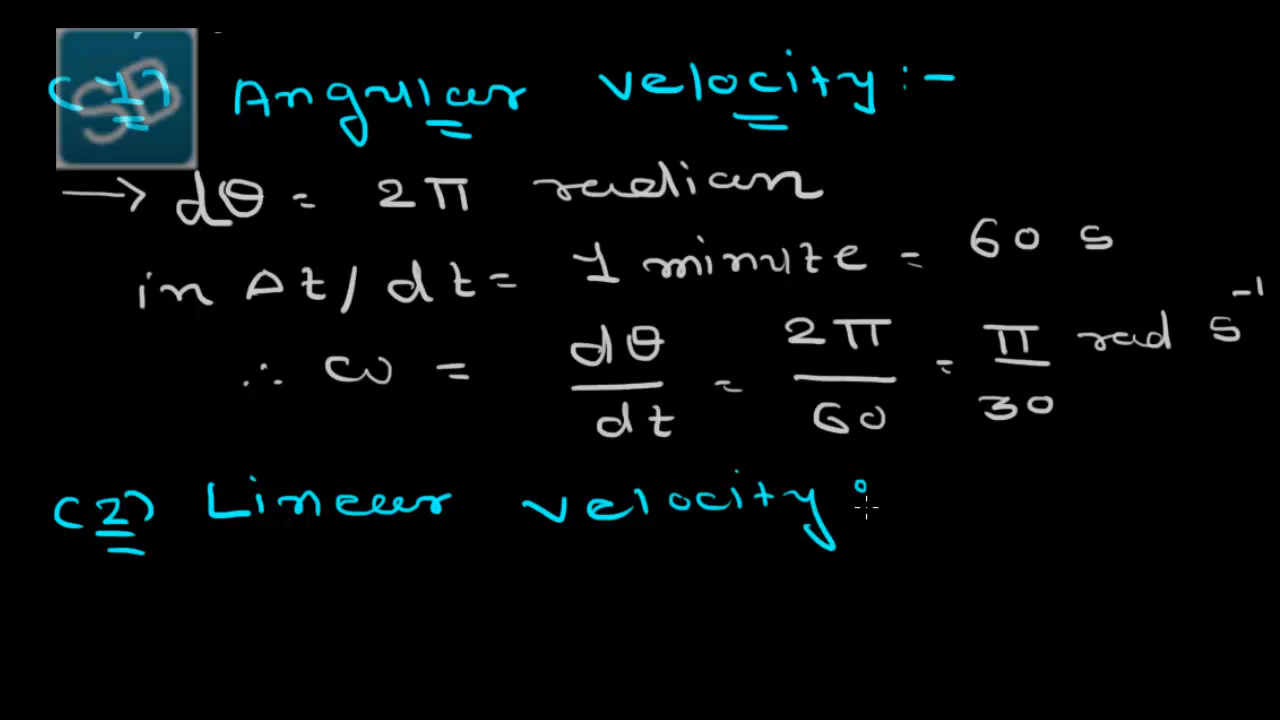 SB
(1) Angular velocity :-
→ dθ = 2π radian
in Δt / dt = 1 minute = 60 s
∴ ω = dθ/dt = 2π/60 = π/30 rad s⁻¹
(2) Linear velocity :